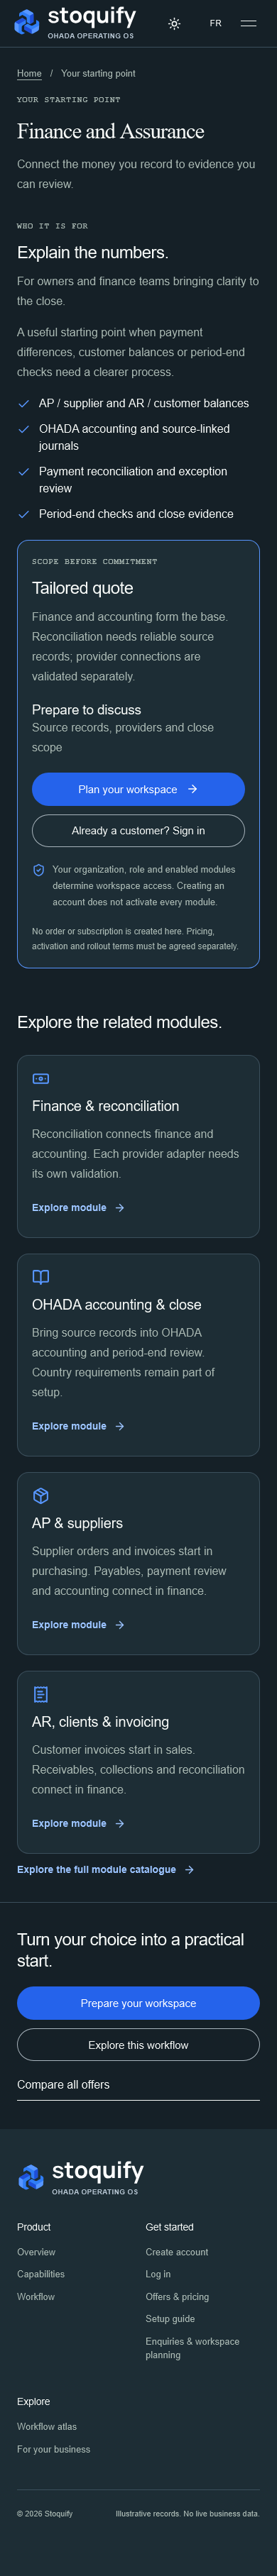 stoquify
OHADA OPERATING OS
FR
Home / Your starting point
YOUR STARTING POINT
Finance and Assurance
Connect the money you record to evidence you
can review.
WHO IT IS FOR
Explain the numbers.
For owners and finance teams bringing clarity to
the close.
A useful starting point when payment
differences, customer balances or period-end
checks need a clearer process.
AP / supplier and AR / customer balances
OHADA accounting and source-linked
journals
Payment reconciliation and exception
review
Period-end checks and close evidence
SCOPE BEFORE COMMITMENT
Tailored quote
Finance and accounting form the base.
Reconciliation needs reliable source
records; provider connections are
validated separately.
Prepare to discuss
Source records, providers and close
scope
Plan your workspace
Already a customer? Sign in
Your organization, role and enabled modules
determine workspace access. Creating an
account does not activate every module.
No order or subscription is created here. Pricing,
activation and rollout terms must be agreed separately.
Explore the related modules.
Finance & reconciliation
Reconciliation connects finance and
accounting. Each provider adapter needs
its own validation.
Explore module
OHADA accounting & close
Bring source records into OHADA
accounting and period-end review.
Country requirements remain part of
setup.
Explore module
AP & suppliers
Supplier orders and invoices start in
purchasing. Payables, payment review
and accounting connect in finance.
Explore module
AR, clients & invoicing
Customer invoices start in sales.
Receivables, collections and reconciliation
connect in finance.
Explore module
Explore the full module catalogue
Turn your choice into a practical
start.
Prepare your workspace
Explore this workflow
Compare all offers
stoquify
OHADA OPERATING OS
Product
Overview
Capabilities
Workflow
Get started
Create account
Log in
Offers & pricing
Setup guide
Enquiries & workspace
planning
Explore
Workflow atlas
For your business
© 2026 Stoquify
Illustrative records. No live business data.